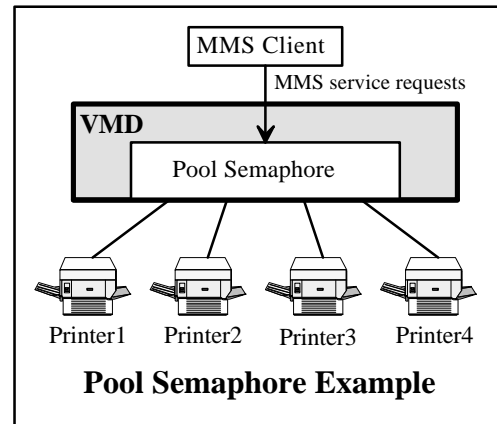 MMS Client
MMS service requests
VMD
Pool Semaphore
Printer1 Printer2 Printer3 Printer4
Pool Semaphore Example